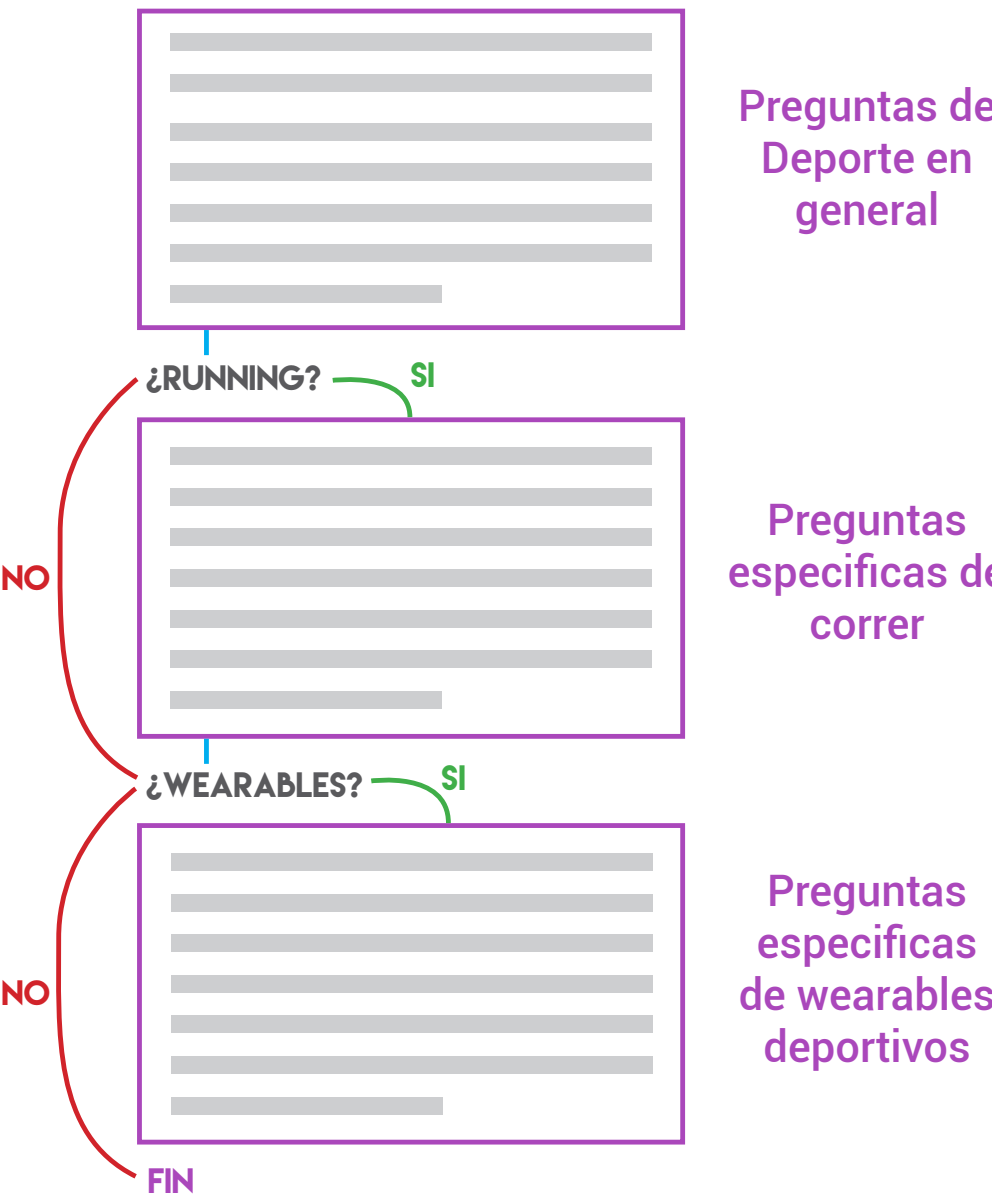 Preguntas de
Deporte en
general
¿RUNNING?
SI
Preguntas
especificas de
correr
NO
¿WEARABLES?
SI
Preguntas
especificas
de wearables
deportivos
NO
FIN